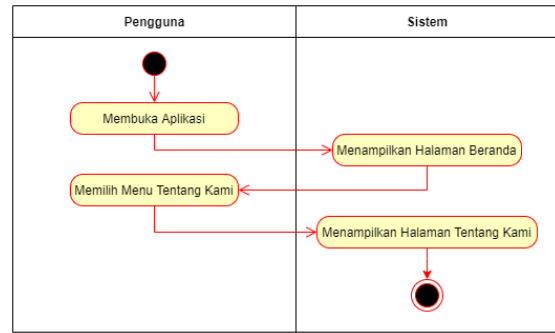 Pengguna
Sistem
Membuka Aplikasi
Menampilkan Halaman Beranda
Memilih Menu Tentang Kami
Menampilkan Halaman Tentang Kami